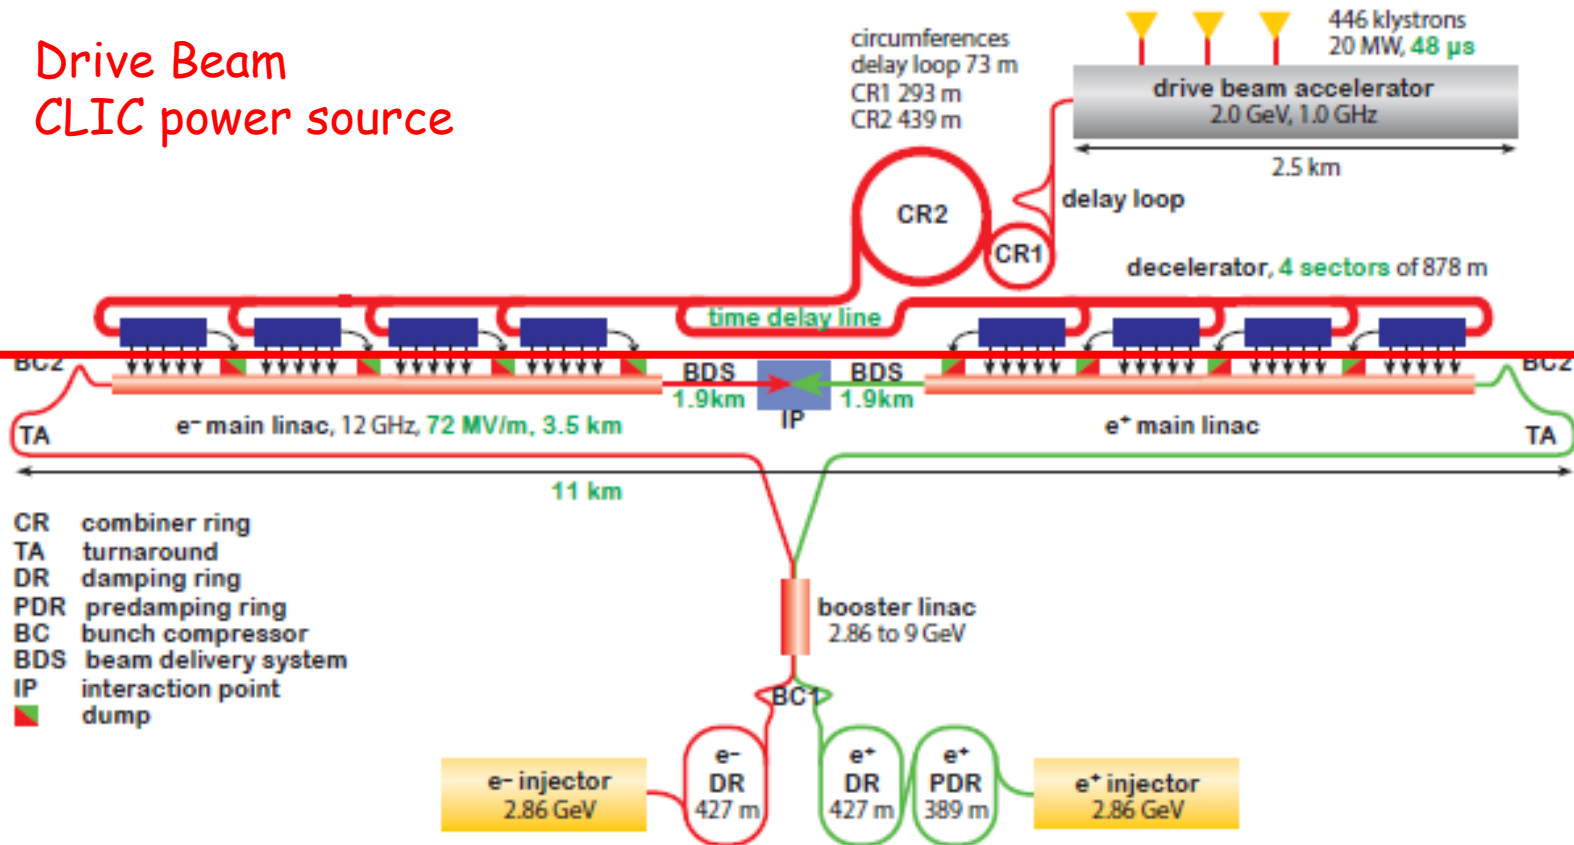 Drive Beam
CLIC power source
circumferences
delay loop 73 m
CR1 293 m
CR2 439 m
446 klystrons
20 MW, 48 µs
drive beam accelerator
2.0 GeV, 1.0 GHz
2.5 km
delay loop
CR2
CR1
decelerator, 4 sectors of 878 m
time delay line
BC2
BDS
1.9km
IP
BDS
1.9km
BC2
TA
e⁻ main linac, 12 GHz, 72 MV/m, 3.5 km
e⁺ main linac
TA
11 km
CR combiner ring
TA turnaround
DR damping ring
PDR predamping ring
BC bunch compressor
BDS beam delivery system
IP interaction point
dump
booster linac
2.86 to 9 GeV
BC1
e⁻ injector
2.86 GeV
e⁻
DR
427 m
e⁺
DR
427 m
e⁺
PDR
389 m
e⁺ injector
2.86 GeV